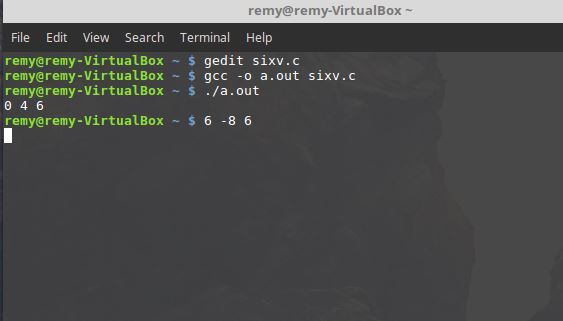 remy@remy-VirtualBox ~
File Edit View Search Terminal Help
remy@remy-VirtualBox ~ $ gedit sixv.c
remy@remy-VirtualBox ~ $ gcc -o a.out sixv.c
remy@remy-VirtualBox ~ $ ./a.out
0 4 6
remy@remy-VirtualBox ~ $ 6 -8 6